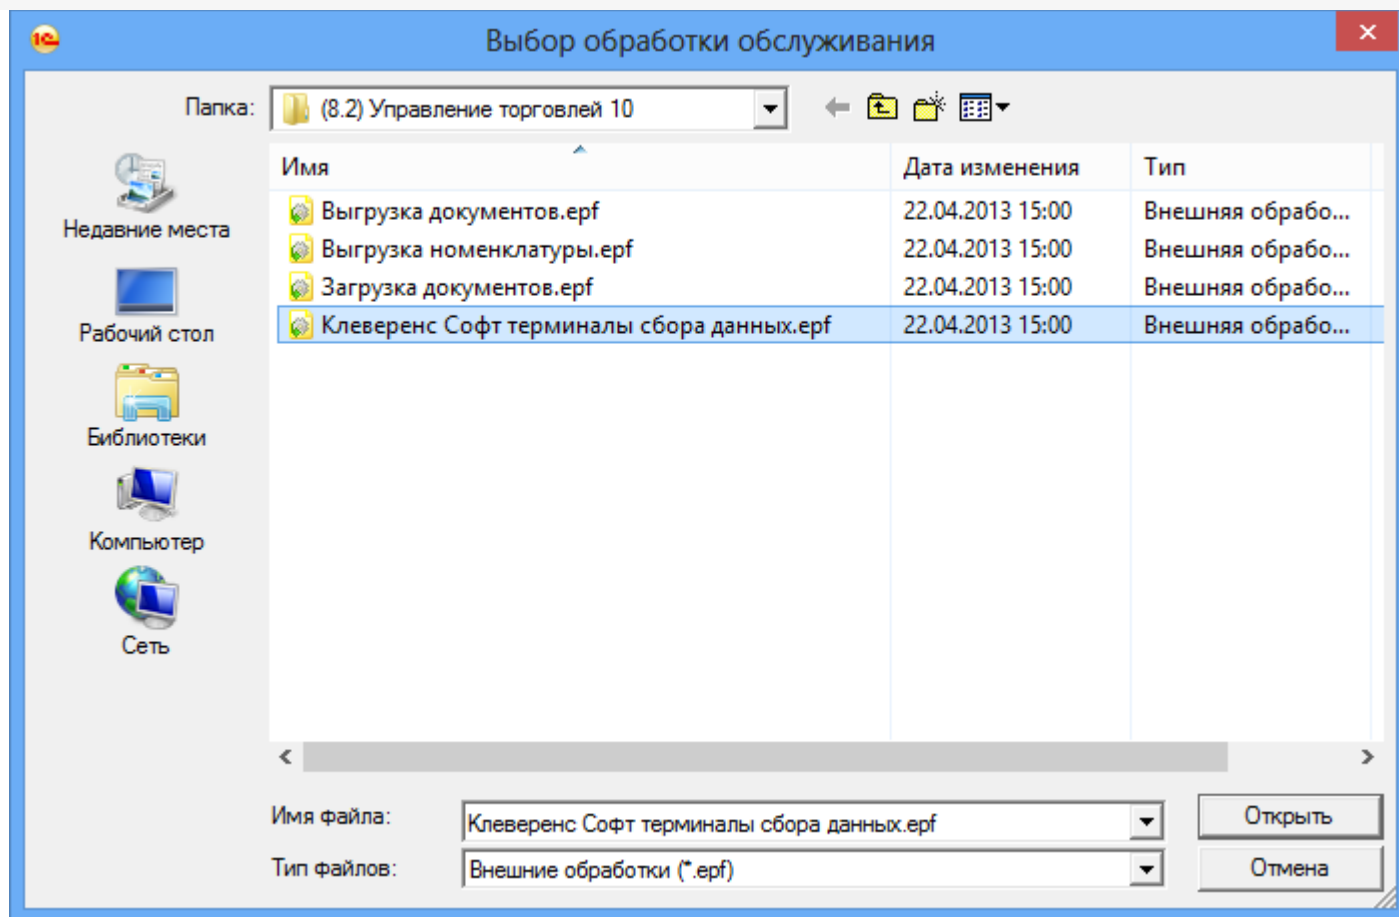 1С
Выбор обработки обслуживания
Папка: (8.2) Управление торговлей 10
Имя Дата изменения Тип
Выгрузка документов.epf 22.04.2013 15:00 Внешняя обрабо...
Выгрузка номенклатуры.epf 22.04.2013 15:00 Внешняя обрабо...
Загрузка документов.epf 22.04.2013 15:00 Внешняя обрабо...
Клеверенс Софт терминалы сбора данных.epf 22.04.2013 15:00 Внешняя обрабо...
Недавние места
Рабочий стол
Библиотеки
Компьютер
Сеть
Имя файла: Клеверенс Софт терминалы сбора данных.epf Открыть
Тип файлов: Внешние обработки (*.epf) Отмена